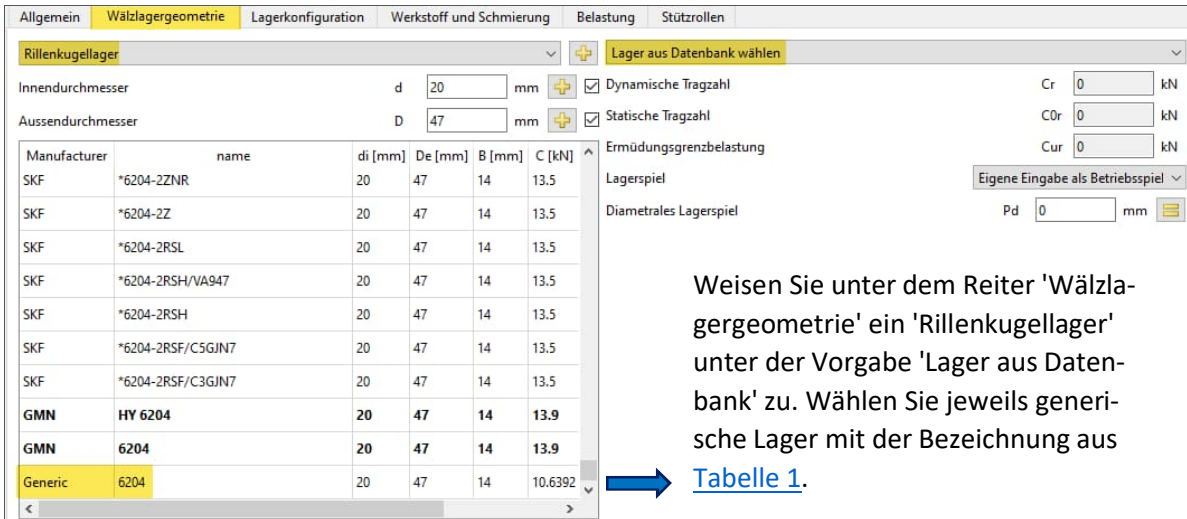 Allgemein Wälzlagergeometrie Lagerkonfiguration Werkstoff und Schmierung Belastung Stützrollen
Rillenkugellager
Innendurchmesser d 20 mm
Aussendurchmesser D 47 mm
Manufacturer name di [mm] De [mm] B [mm] C [kN]
SKF *6204-2ZNR 20 47 14 13.5
SKF *6204-2Z 20 47 14 13.5
SKF *6204-2RSL 20 47 14 13.5
SKF *6204-2RSH/VA947 20 47 14 13.5
SKF *6204-2RSH 20 47 14 13.5
SKF *6204-2RSF/C5GJN7 20 47 14 13.5
SKF *6204-2RSF/C3GJN7 20 47 14 13.5
GMN HY 6204 20 47 14 13.9
GMN 6204 20 47 14 13.9
Generic 6204 20 47 14 10.6392
Lager aus Datenbank wählen
Dynamische Tragzahl Cr 0 kN
Statische Tragzahl C0r 0 kN
Ermüdungsgrenzbelastung Cur 0 kN
Lagerspiel Eigene Eingabe als Betriebsspiel
Diametrales Lagerspiel Pd 0 mm
Weisen Sie unter dem Reiter 'Wälzla-
gergeometrie' ein 'Rillenkugellager'
unter der Vorgabe 'Lager aus Daten-
bank' zu. Wählen Sie jeweils generi-
sche Lager mit der Bezeichnung aus
Tabelle 1.